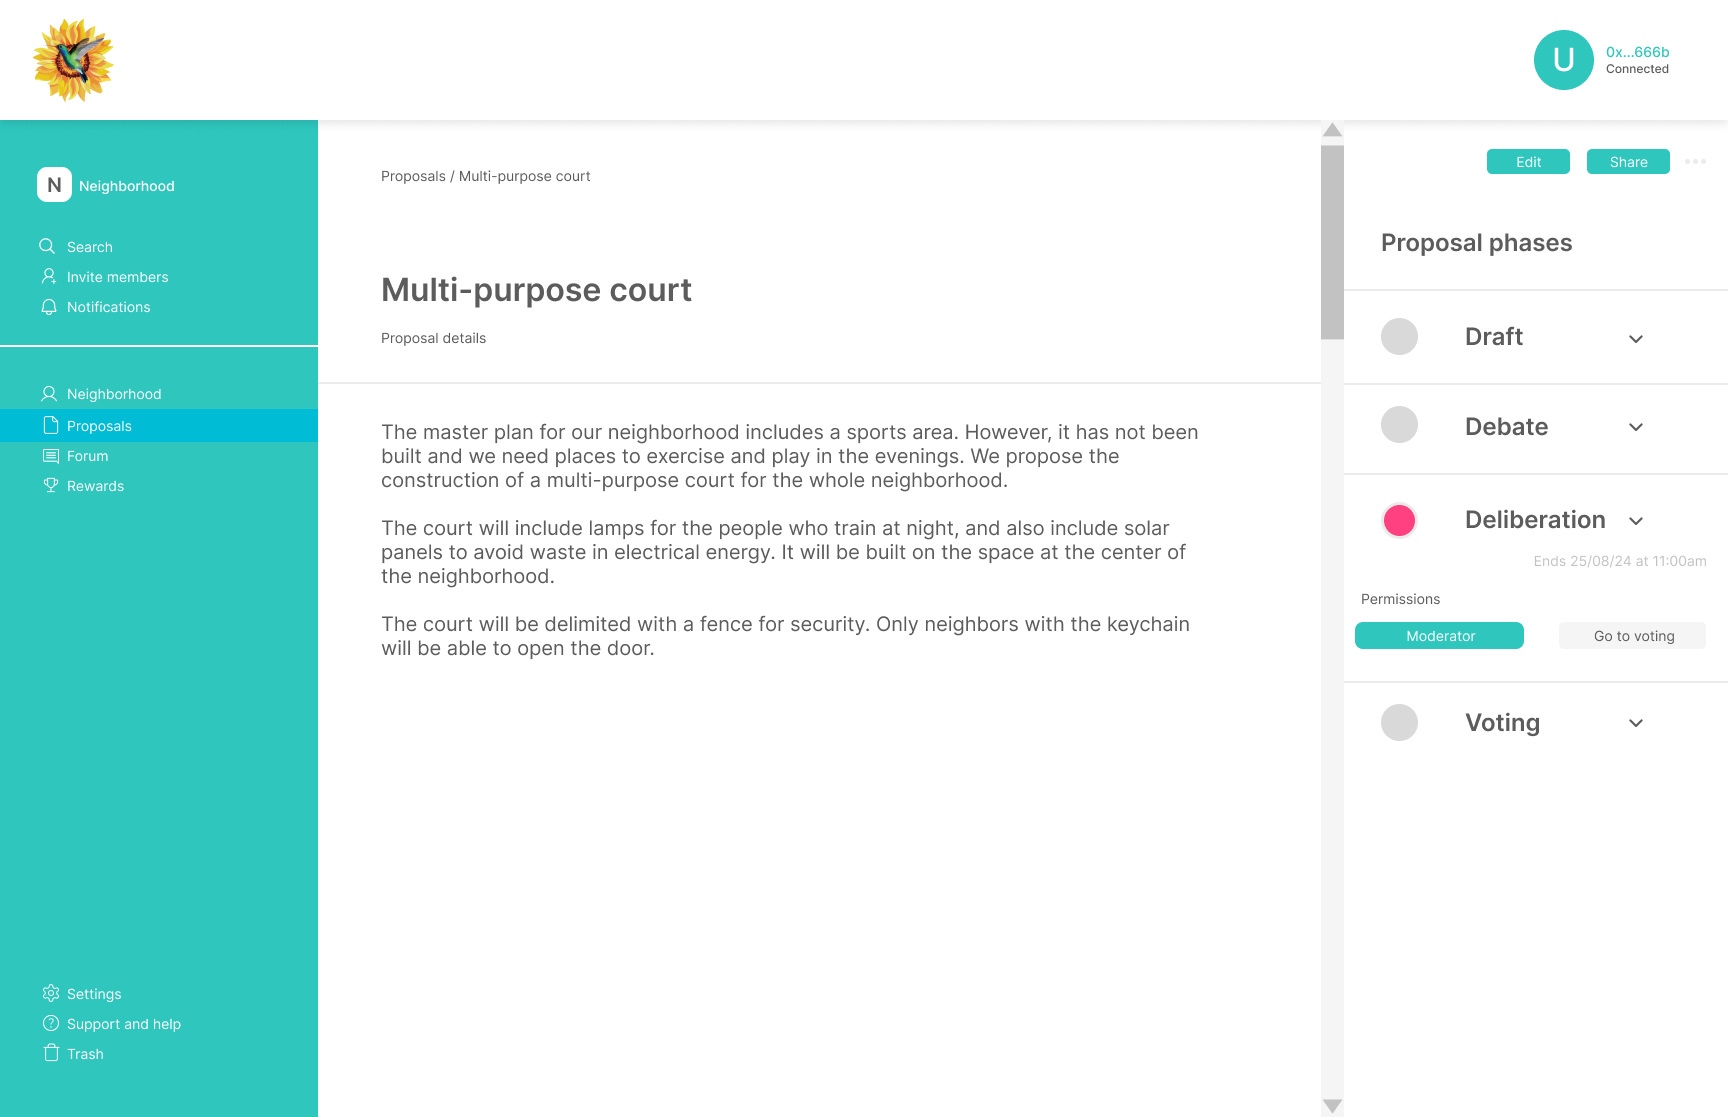 U
0x...666b
Connected
N
Neighborhood
Search
Invite members
Notifications
Neighborhood
Proposals
Forum
Rewards
Settings
Support and help
Trash
Proposals / Multi-purpose court
Multi-purpose court
Proposal details
The master plan for our neighborhood includes a sports area. However, it has not been
built and we need places to exercise and play in the evenings. We propose the
construction of a multi-purpose court for the whole neighborhood.
The court will include lamps for the people who train at night, and also include solar
panels to avoid waste in electrical energy. It will be built on the space at the center of
the neighborhood.
The court will be delimited with a fence for security. Only neighbors with the keychain
will be able to open the door.
Edit
Share
Proposal phases
Draft
Debate
Deliberation
Ends 25/08/24 at 11:00am
Permissions
Moderator
Go to voting
Voting